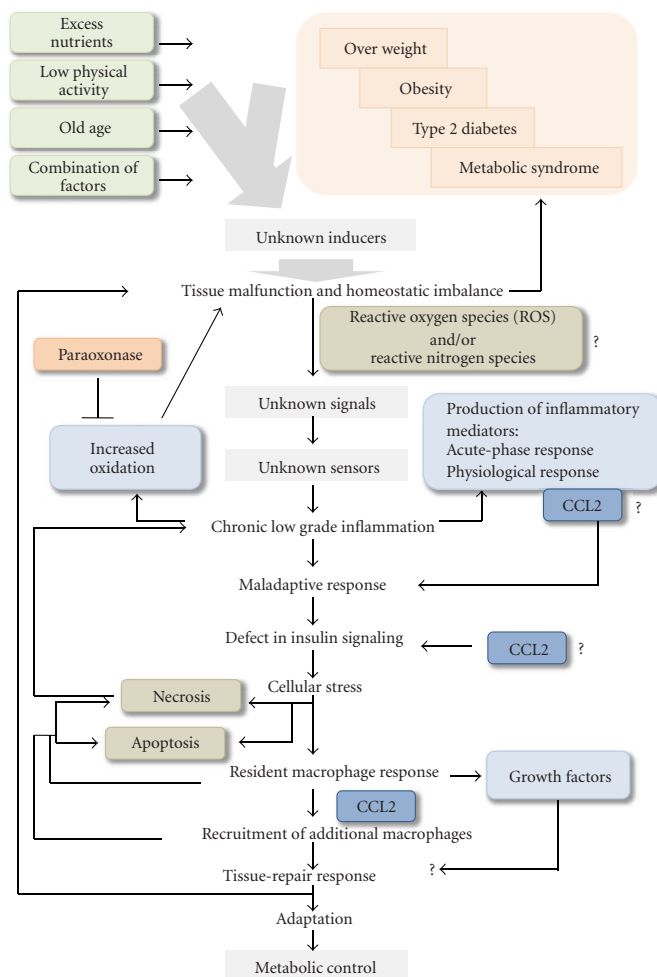 Excess
nutrients
Low physical
activity
Old age
Combination of
factors
Over weight
Obesity
Type 2 diabetes
Metabolic syndrome
Unknown inducers
Tissue malfunction and homeostatic imbalance
Reactive oxygen species (ROS)
and/or
reactive nitrogen species
?
Paraoxonase
Increased
oxidation
Unknown signals
Unknown sensors
Production of inflammatory
mediators:
Acute-phase response
Physiological response
CCL2
?
Chronic low grade inflammation
Maladaptive response
Defect in insulin signaling
CCL2
?
Cellular stress
Necrosis
Apoptosis
Resident macrophage response
Growth factors
CCL2
Recruitment of additional macrophages
Tissue-repair response
?
Adaptation
Metabolic control